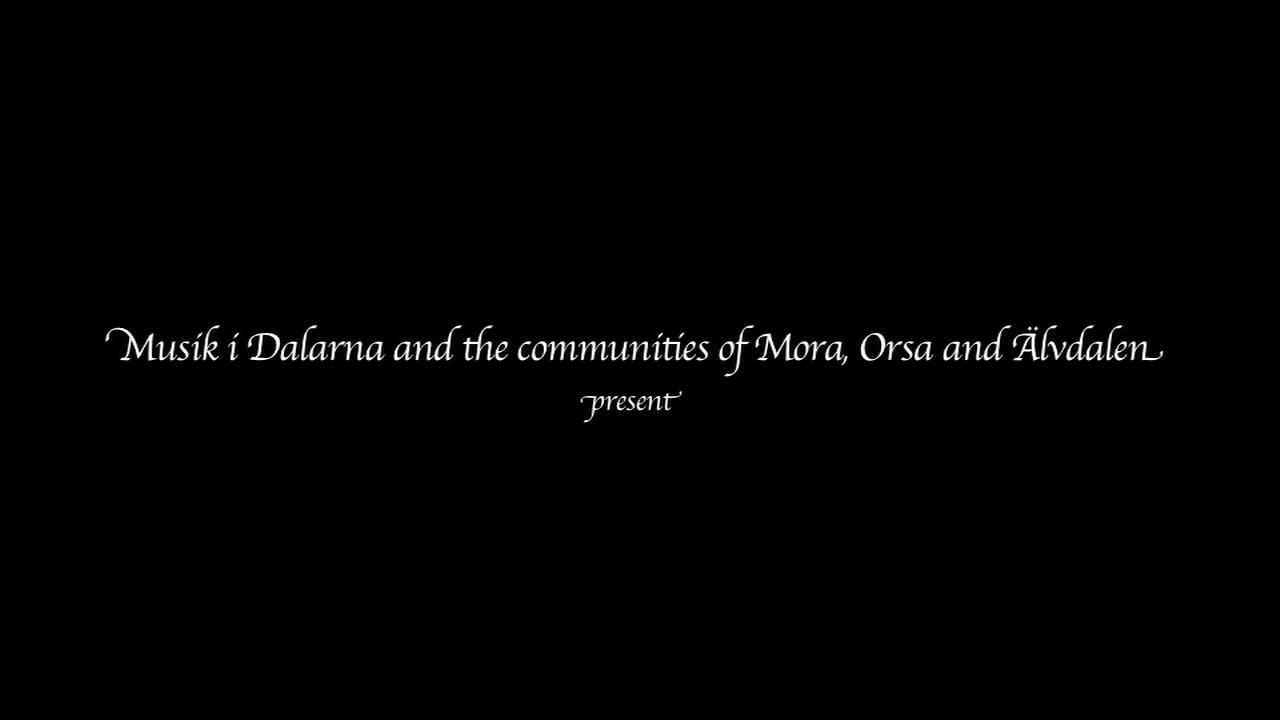 Musik i Dalarna and the communities of Mora, Orsa and Älvdalen
present